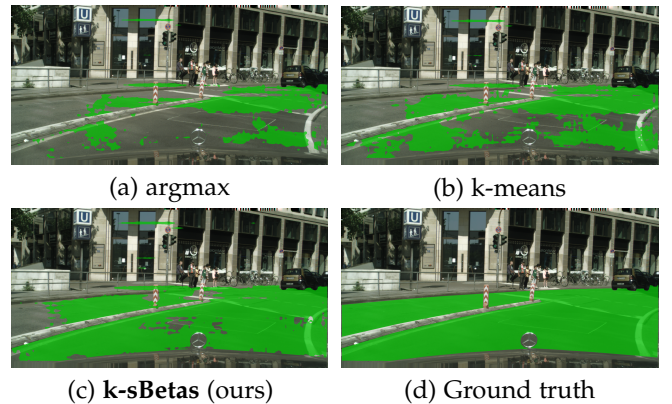 U
U
(a) argmax
(b) k-means
U
U
(c) k-sBetas (ours)
(d) Ground truth